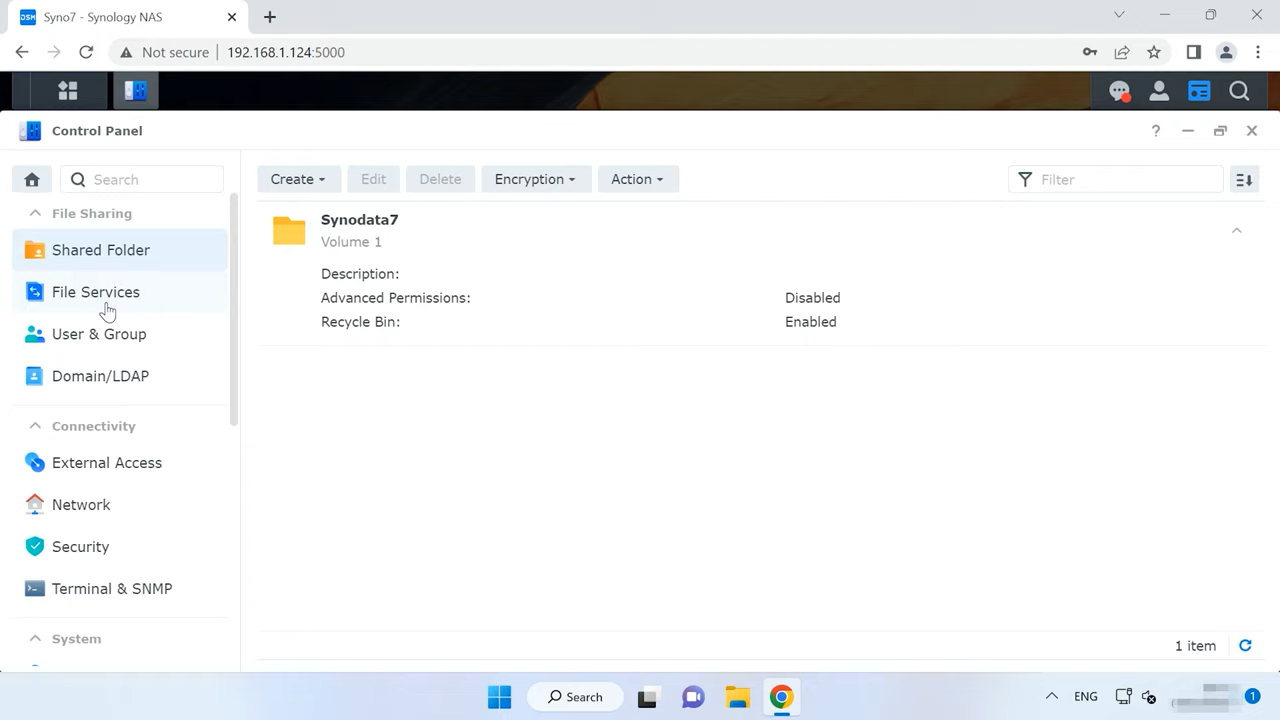 DSM
Syno7 - Synology NAS
Not secure
192.168.1.124:5000
Control Panel
?
Search
File Sharing
Shared Folder
File Services
User & Group
Domain/LDAP
Connectivity
External Access
Network
Security
Terminal & SNMP
System
Create
Edit
Delete
Encryption
Action
Filter
Synodata7
Volume 1
Description:
Advanced Permissions: Disabled
Recycle Bin: Enabled
1 item
Search
ENG
1